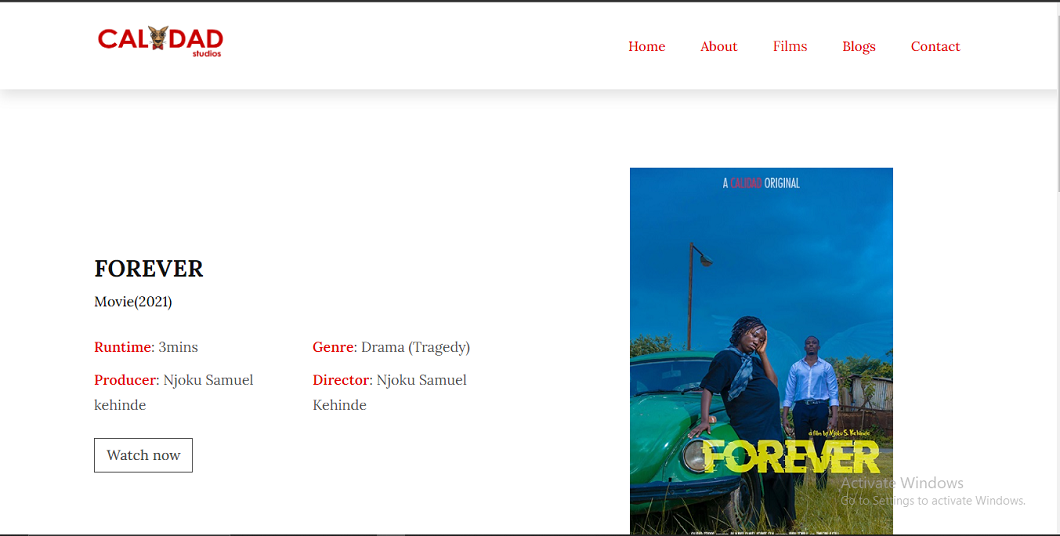 CALIDAD
studios
Home About Films Blogs Contact
A CALIDAD ORIGINAL
FOREVER
Movie(2021)
Runtime: 3mins Genre: Drama (Tragedy)
Producer: Njoku Samuel kehinde
Director: Njoku Samuel Kehinde
Watch now
a film by Njoku S. Kehinde
FOREVER
Activate Windows
Go to Settings to activate Windows.